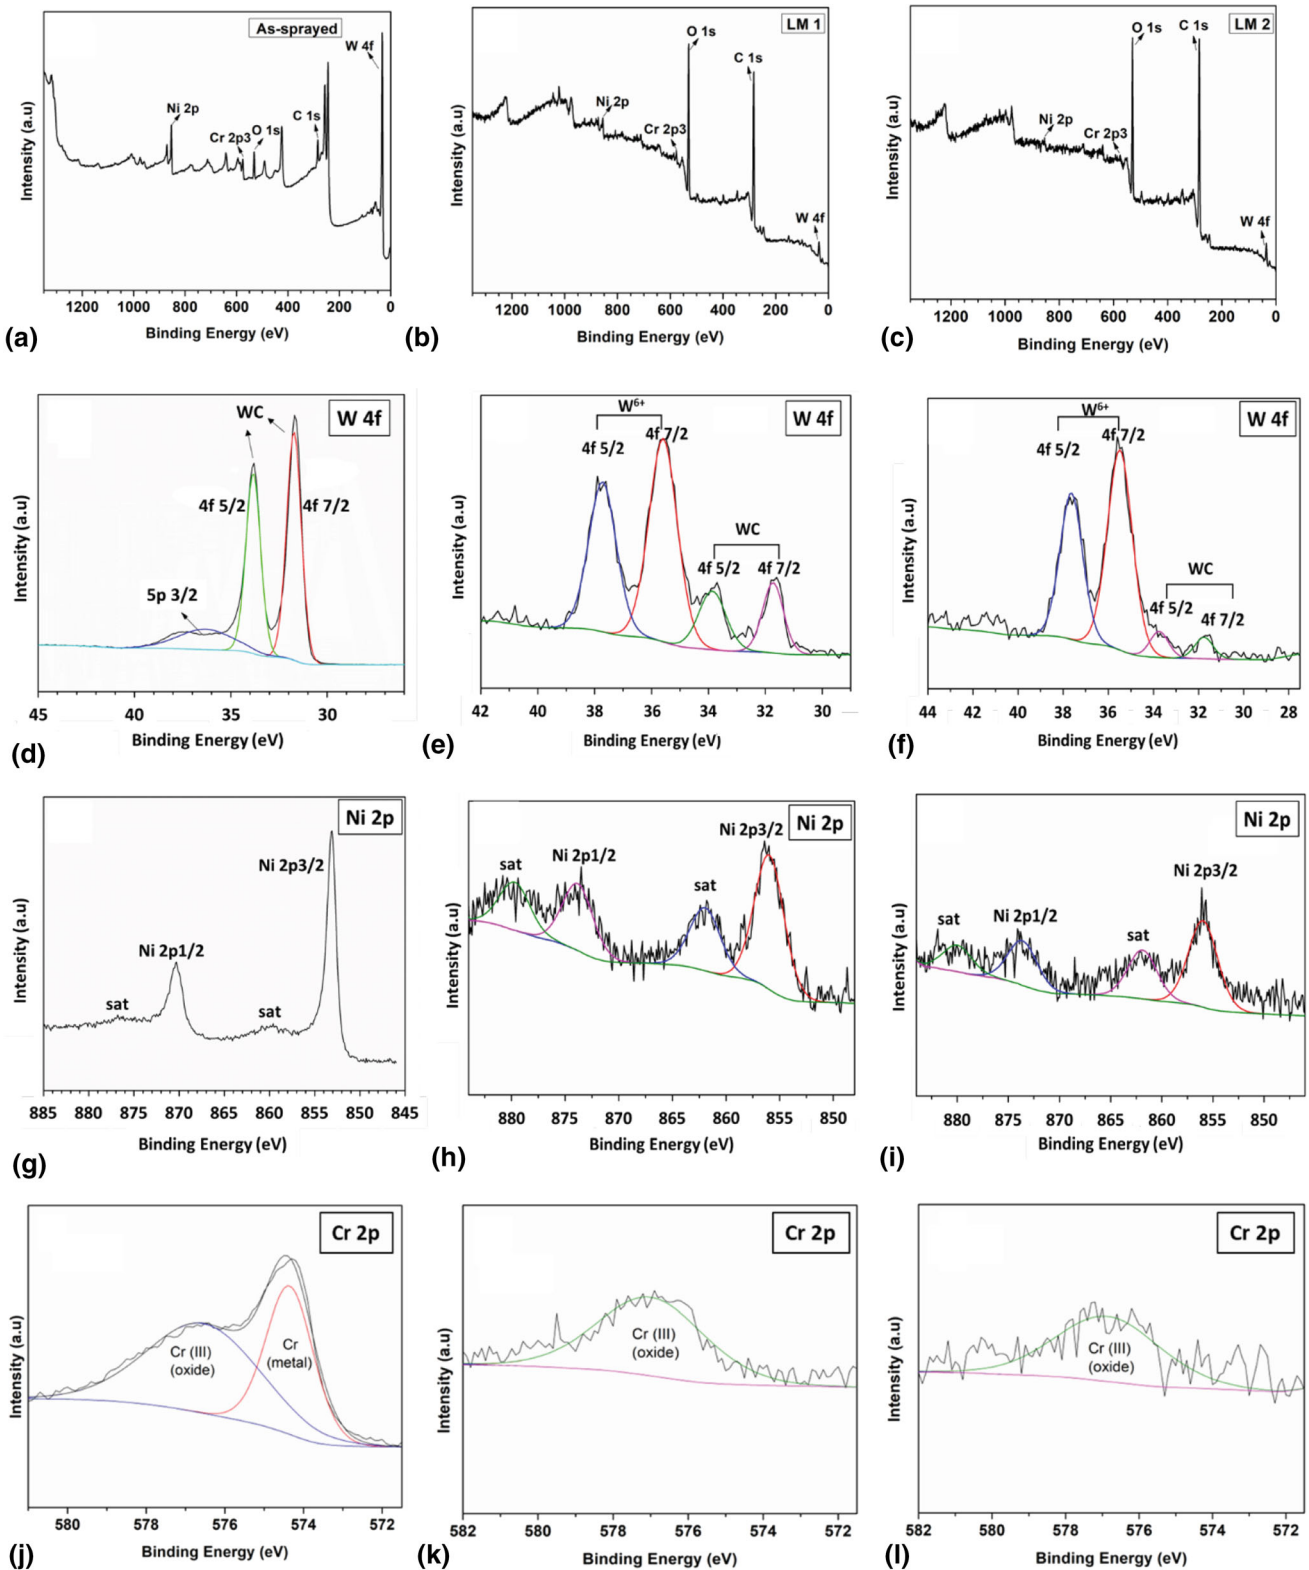 As-sprayed
W 4f
Ni 2p
Cr 2p3
O 1s
C 1s
Intensity (a.u)
1200 1000 800 600 400 200 0
Binding Energy (eV)
(a)
LM 1
O 1s
C 1s
Ni 2p
Cr 2p3
W 4f
Intensity (a.u)
1200 1000 800 600 400 200 0
Binding Energy (eV)
(b)
LM 2
O 1s
C 1s
Ni 2p
Cr 2p3
W 4f
Intensity (a.u)
1200 1000 800 600 400 200 0
Binding Energy (eV)
(c)
W 4f
WC
4f 5/2
4f 7/2
5p 3/2
Intensity (a.u)
45 40 35 30
Binding Energy (eV)
(d)
W 4f
W6+
4f 5/2
4f 7/2
WC
4f 5/2
4f 7/2
Intensity (a.u)
42 40 38 36 34 32 30
Binding Energy (eV)
(e)
W 4f
W6+
4f 5/2
4f 7/2
WC
4f 5/2
4f 7/2
Intensity (a.u)
44 42 40 38 36 34 32 30 28
Binding Energy (eV)
(f)
Ni 2p
Ni 2p3/2
Ni 2p1/2
sat
sat
Intensity (a.u)
885 880 875 870 865 860 855 850 845
Binding Energy (eV)
(g)
Ni 2p
Ni 2p3/2
sat
Ni 2p1/2
sat
Intensity (a.u)
880 875 870 865 860 855 850
Binding Energy (eV)
(h)
Ni 2p
Ni 2p3/2
sat
Ni 2p1/2
sat
Intensity (a.u)
880 875 870 865 860 855 850
Binding Energy (eV)
(i)
Cr 2p
Cr (III)
(oxide)
Cr
(metal)
Intensity (a.u)
580 578 576 574 572
Binding Energy (eV)
(j)
Cr 2p
Cr (III)
(oxide)
Intensity (a.u)
582 580 578 576 574 572
Binding Energy (eV)
(k)
Cr 2p
Cr (III)
(oxide)
Intensity (a.u)
582 580 578 576 574 572
Binding Energy (eV)
(l)